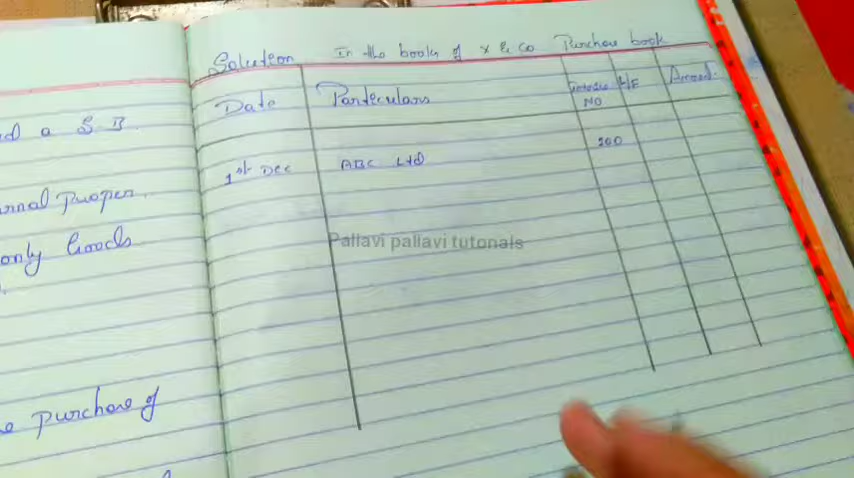 Solution In the books of X & Co Purchase book
Date Particulars Invoice NO L/F Amount
1st Dec ABC Ltd 200
d a S B
rnal Proper
only Goods
Pallavi pallavi tutorials
e purchase of